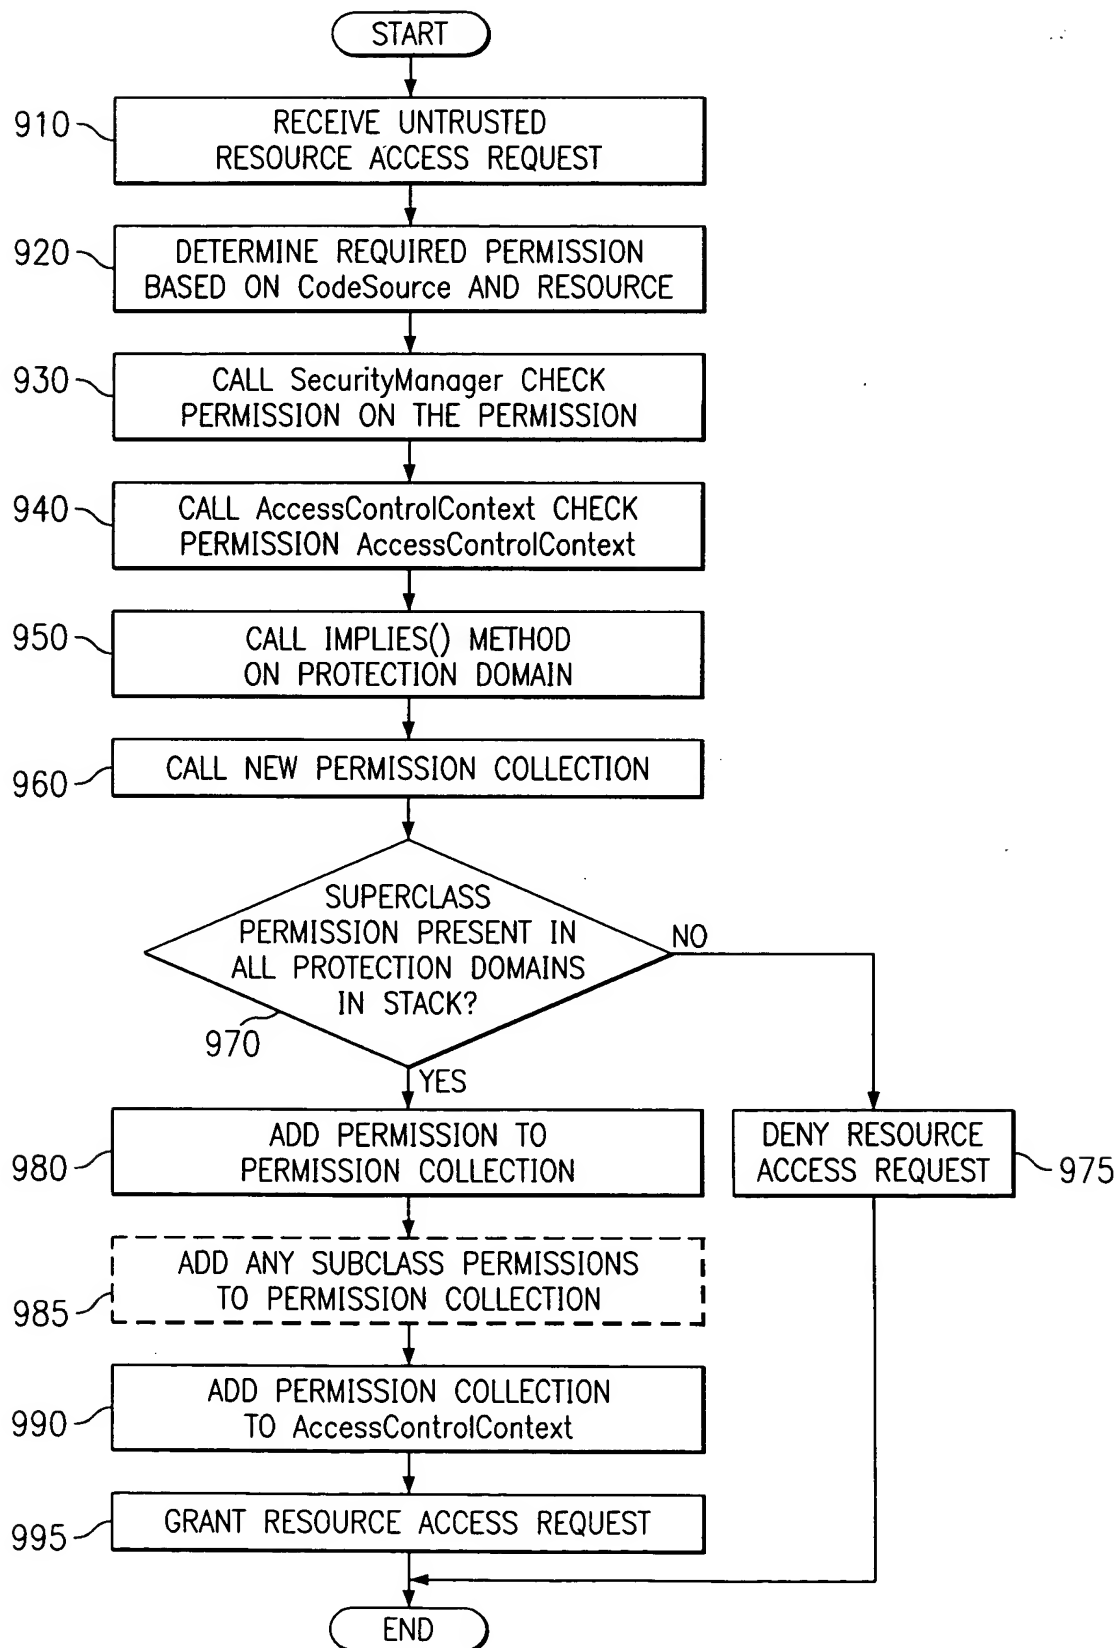 START
910
RECEIVE UNTRUSTED
RESOURCE ACCESS REQUEST
920
DETERMINE REQUIRED PERMISSION
BASED ON CodeSource AND RESOURCE
930
CALL SecurityManager CHECK
PERMISSION ON THE PERMISSION
940
CALL AccessControlContext CHECK
PERMISSION AccessControlContext
950
CALL IMPLIES() METHOD
ON PROTECTION DOMAIN
960
CALL NEW PERMISSION COLLECTION
SUPERCLASS
PERMISSION PRESENT IN
ALL PROTECTION DOMAINS
IN STACK?
NO
970
YES
980
ADD PERMISSION TO
PERMISSION COLLECTION
DENY RESOURCE
ACCESS REQUEST
975
985
ADD ANY SUBCLASS PERMISSIONS
TO PERMISSION COLLECTION
990
ADD PERMISSION COLLECTION
TO AccessControlContext
995
GRANT RESOURCE ACCESS REQUEST
END